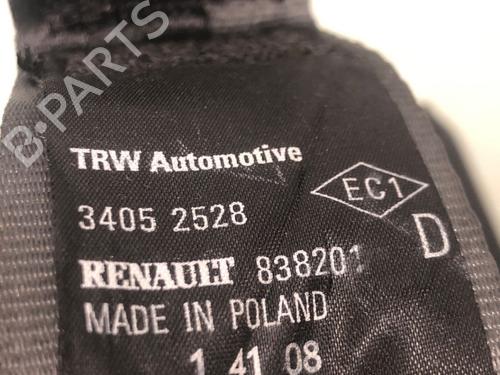 B-PARTS
TRW Automotive
EC1
3405 2528
D
RENAULT 838201
MADE IN POLAND
1 41 08